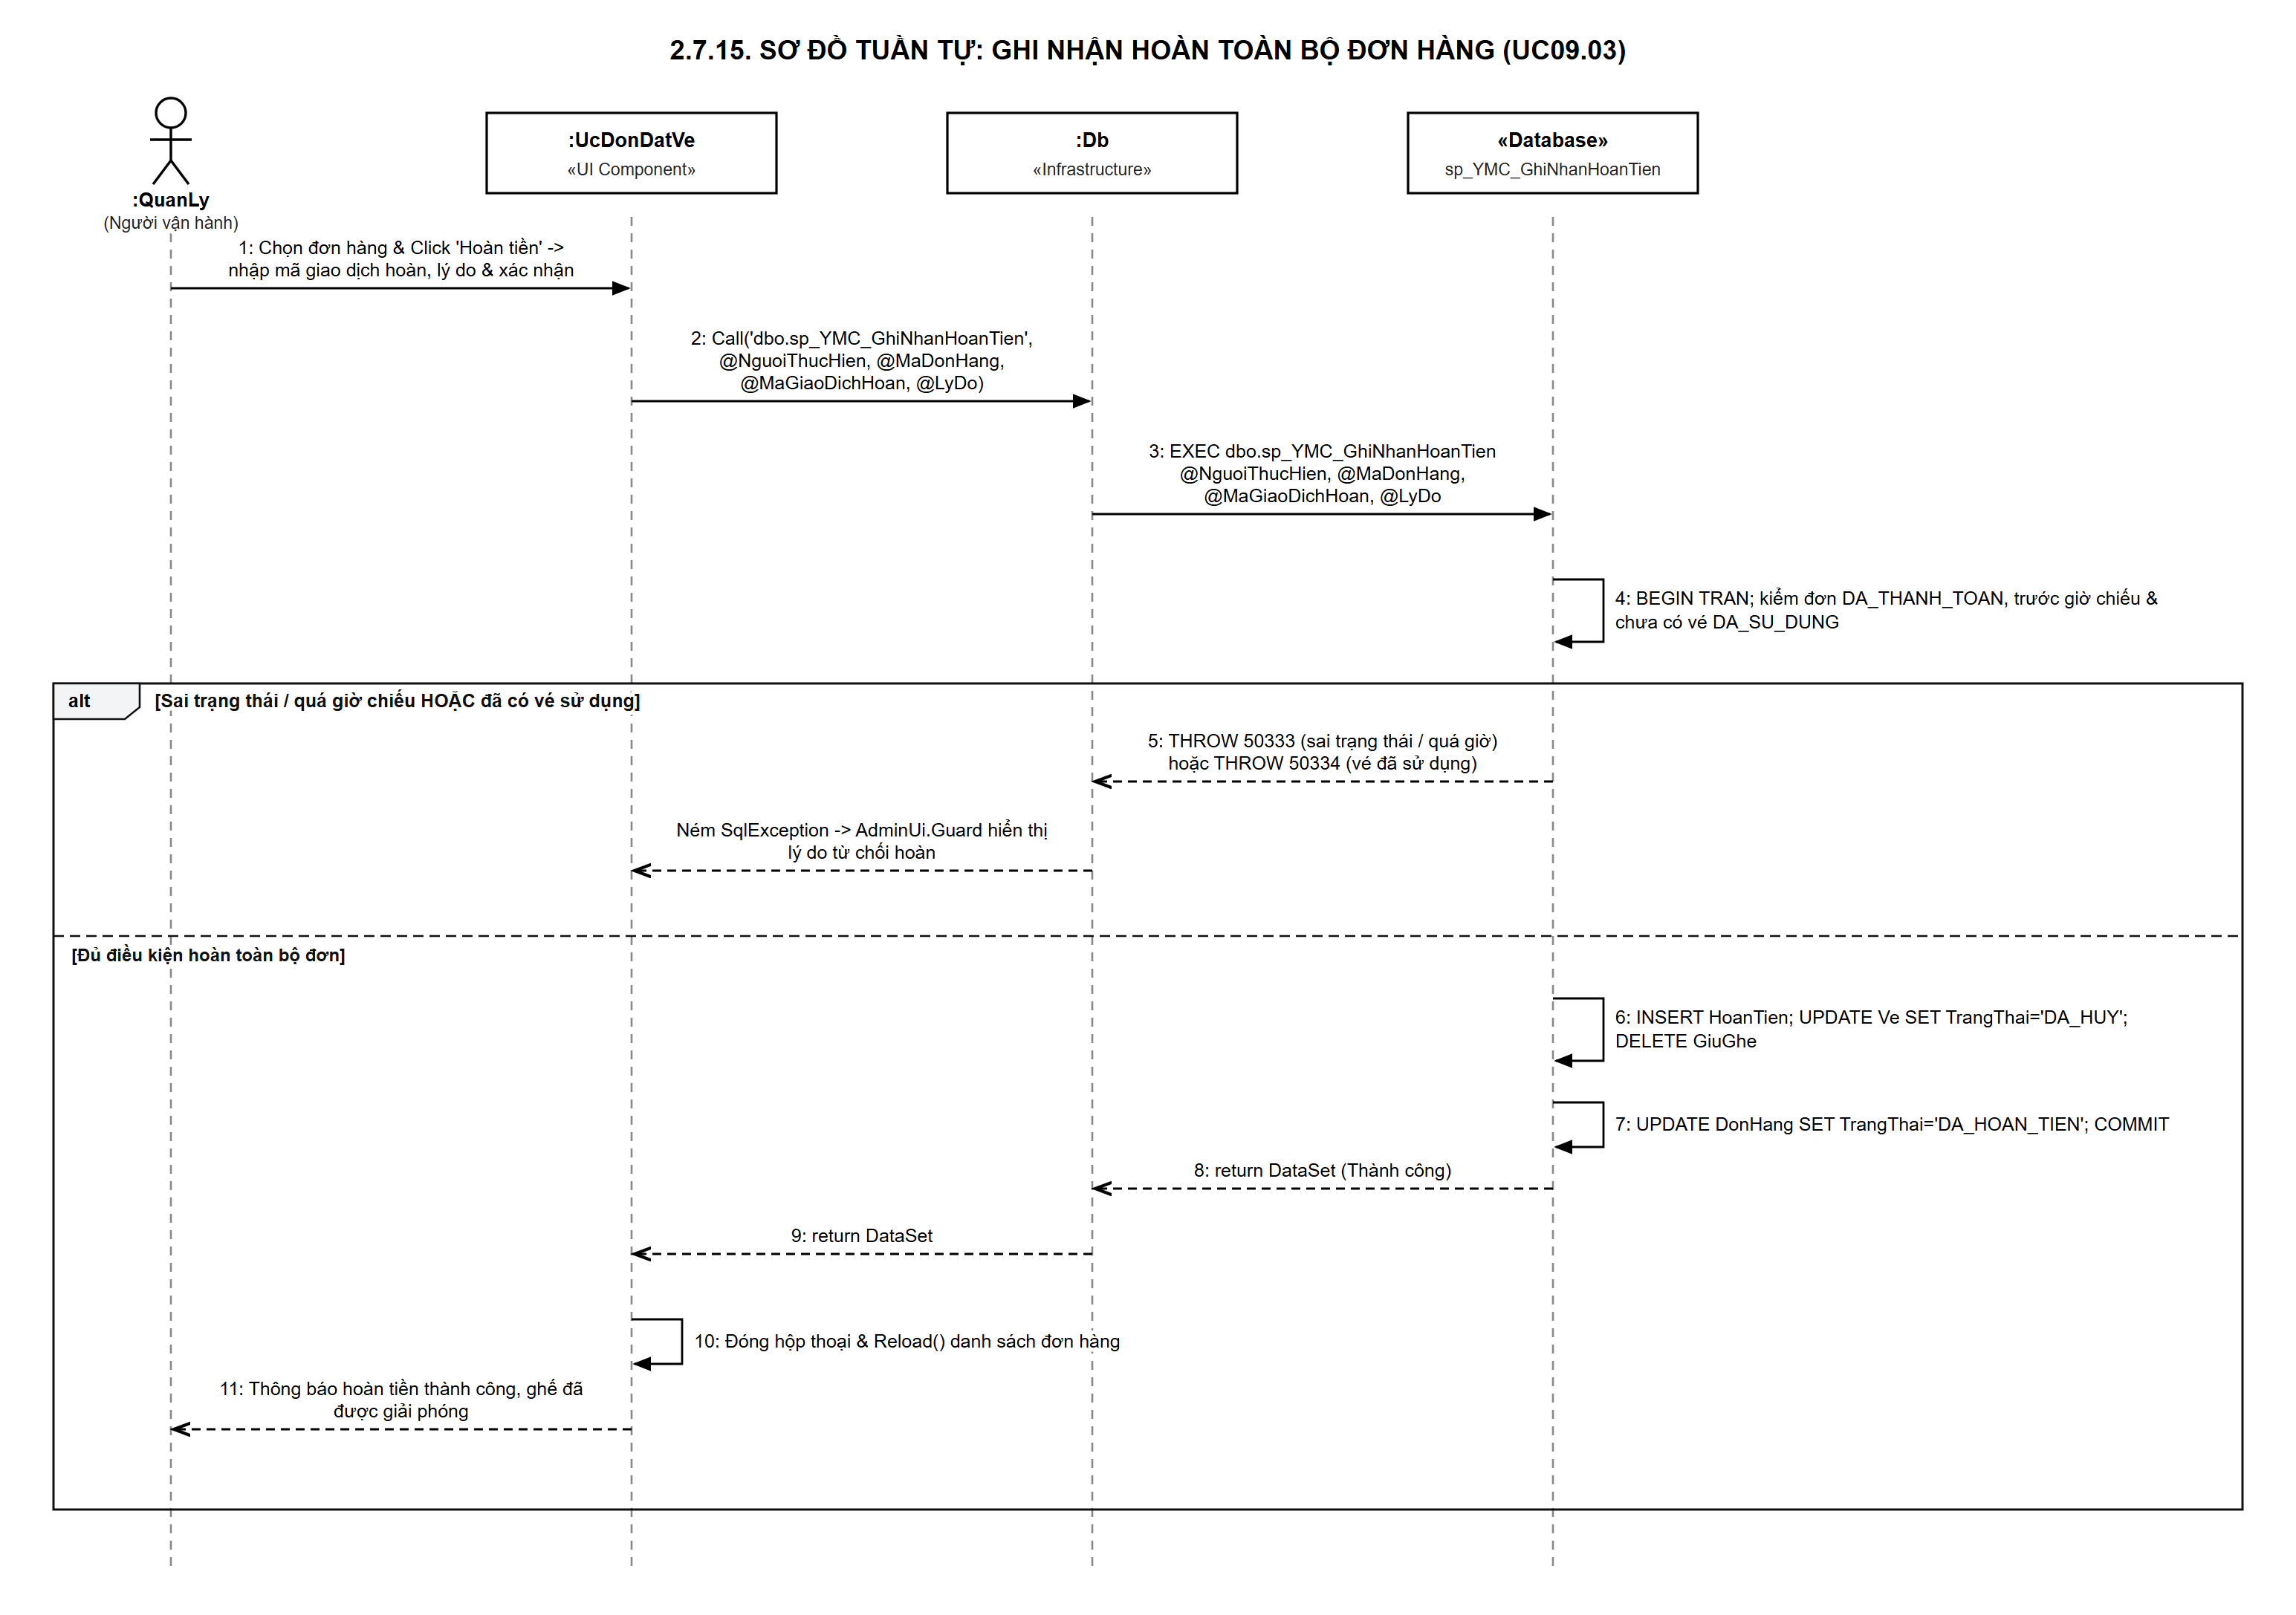 2.7.15. SƠ ĐỒ TUẦN TỰ: GHI NHẬN HOÀN TOÀN BỘ ĐƠN HÀNG (UC09.03)
:QuanLy
(Người vận hành)
:UcDonDatVe
«UI Component»
:Db
«Infrastructure»
«Database»
sp_YMC_GhiNhanHoanTien
1: Chọn đơn hàng & Click 'Hoàn tiền' ->
nhập mã giao dịch hoàn, lý do & xác nhận
2: Call('dbo.sp_YMC_GhiNhanHoanTien',
@NguoiThucHien, @MaDonHang,
@MaGiaoDichHoan, @LyDo)
3: EXEC dbo.sp_YMC_GhiNhanHoanTien
@NguoiThucHien, @MaDonHang,
@MaGiaoDichHoan, @LyDo
4: BEGIN TRAN; kiểm đơn DA_THANH_TOAN, trước giờ chiếu &
chưa có vé DA_SU_DUNG
alt
[Sai trạng thái / quá giờ chiếu HOẶC đã có vé sử dụng]
5: THROW 50333 (sai trạng thái / quá giờ)
hoặc THROW 50334 (vé đã sử dụng)
Ném SqlException -> AdminUi.Guard hiển thị
lý do từ chối hoàn
[Đủ điều kiện hoàn toàn bộ đơn]
6: INSERT HoanTien; UPDATE Ve SET TrangThai='DA_HUY';
DELETE GiuGhe
7: UPDATE DonHang SET TrangThai='DA_HOAN_TIEN'; COMMIT
8: return DataSet (Thành công)
9: return DataSet
10: Đóng hộp thoại & Reload() danh sách đơn hàng
11: Thông báo hoàn tiền thành công, ghế đã
được giải phóng